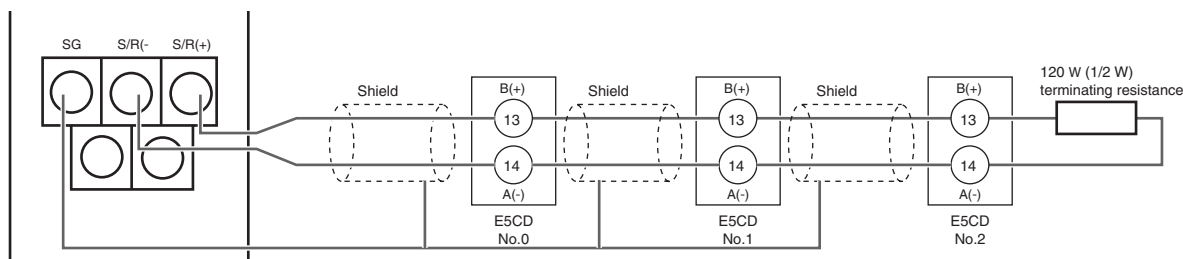 SG
S/R(-
S/R(+)
Shield
B(+)
13
14
A(-)
E5CD
No.0
Shield
B(+)
13
14
A(-)
E5CD
No.1
Shield
B(+)
13
14
A(-)
E5CD
No.2
120 W (1/2 W)
terminating resistance